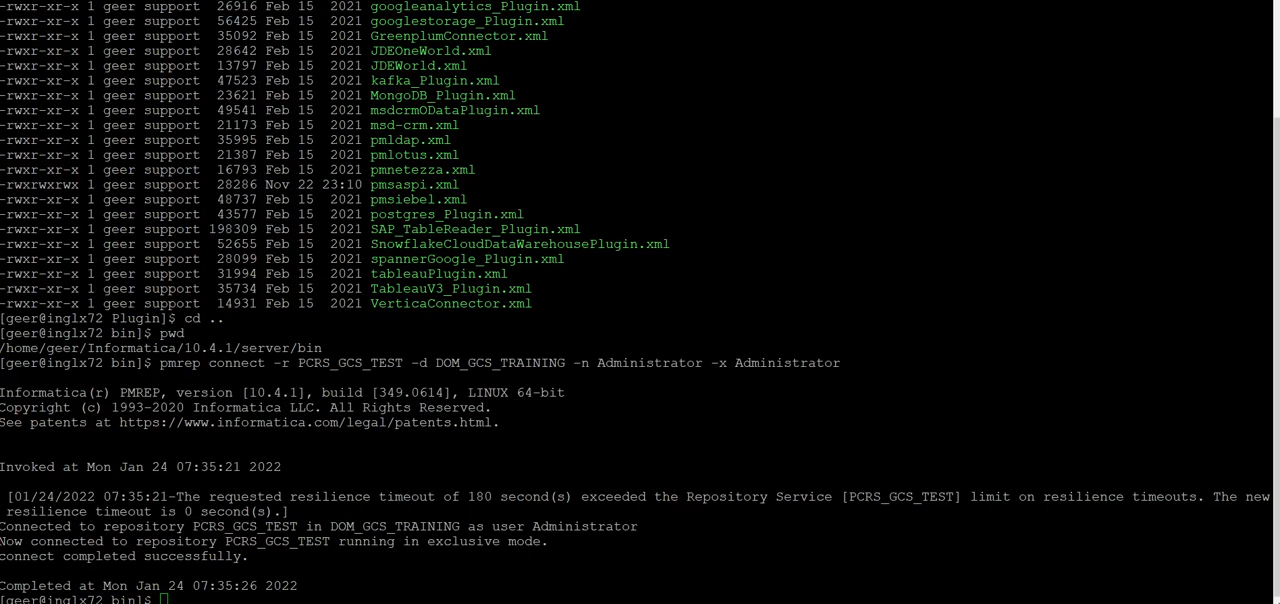 -rwxr-xr-x 1 geer support  26916 Feb 15  2021 googleanalytics_Plugin.xml
-rwxr-xr-x 1 geer support  56425 Feb 15  2021 googlestorage_Plugin.xml
-rwxr-xr-x 1 geer support  35092 Feb 15  2021 GreenplumConnector.xml
-rwxr-xr-x 1 geer support  28642 Feb 15  2021 JDEOneWorld.xml
-rwxr-xr-x 1 geer support  13797 Feb 15  2021 JDEWorld.xml
-rwxr-xr-x 1 geer support  47523 Feb 15  2021 kafka_Plugin.xml
-rwxr-xr-x 1 geer support  23621 Feb 15  2021 MongoDB_Plugin.xml
-rwxr-xr-x 1 geer support  49541 Feb 15  2021 msdcrmODataPlugin.xml
-rwxr-xr-x 1 geer support  21173 Feb 15  2021 msd-crm.xml
-rwxr-xr-x 1 geer support  35995 Feb 15  2021 pmldap.xml
-rwxr-xr-x 1 geer support  21387 Feb 15  2021 pmlotus.xml
-rwxr-xr-x 1 geer support  16793 Feb 15  2021 pmnetezza.xml
-rwxrwxrwx 1 geer support  28286 Nov 22 23:10 pmsaspi.xml
-rwxr-xr-x 1 geer support  48737 Feb 15  2021 pmsiebel.xml
-rwxr-xr-x 1 geer support  43577 Feb 15  2021 postgres_Plugin.xml
-rwxr-xr-x 1 geer support 198309 Feb 15  2021 SAP_TableReader_Plugin.xml
-rwxr-xr-x 1 geer support  52655 Feb 15  2021 SnowflakeCloudDataWarehousePlugin.xml
-rwxr-xr-x 1 geer support  28099 Feb 15  2021 spannerGoogle_Plugin.xml
-rwxr-xr-x 1 geer support  31994 Feb 15  2021 tableauPlugin.xml
-rwxr-xr-x 1 geer support  35734 Feb 15  2021 TableauV3_Plugin.xml
-rwxr-xr-x 1 geer support  14931 Feb 15  2021 VerticaConnector.xml
[geer@inglx72 Plugin]$ cd ..
[geer@inglx72 bin]$ pwd
/home/geer/Informatica/10.4.1/server/bin
[geer@inglx72 bin]$ pmrep connect -r PCRS_GCS_TEST -d DOM_GCS_TRAINING -n Administrator -x Administrator
Informatica(r) PMREP, version [10.4.1], build [349.0614], LINUX 64-bit
Copyright (c) 1993-2020 Informatica LLC. All Rights Reserved.
See patents at https://www.informatica.com/legal/patents.html.
Invoked at Mon Jan 24 07:35:21 2022
[01/24/2022 07:35:21-The requested resilience timeout of 180 second(s) exceeded the Repository Service [PCRS_GCS_TEST] limit on resilience timeouts. The new
resilience timeout is 0 second(s).]
Connected to repository PCRS_GCS_TEST in DOM_GCS_TRAINING as user Administrator
Now connected to repository PCRS_GCS_TEST running in exclusive mode.
connect completed successfully.
Completed at Mon Jan 24 07:35:26 2022
[geer@inglx72 bin]$